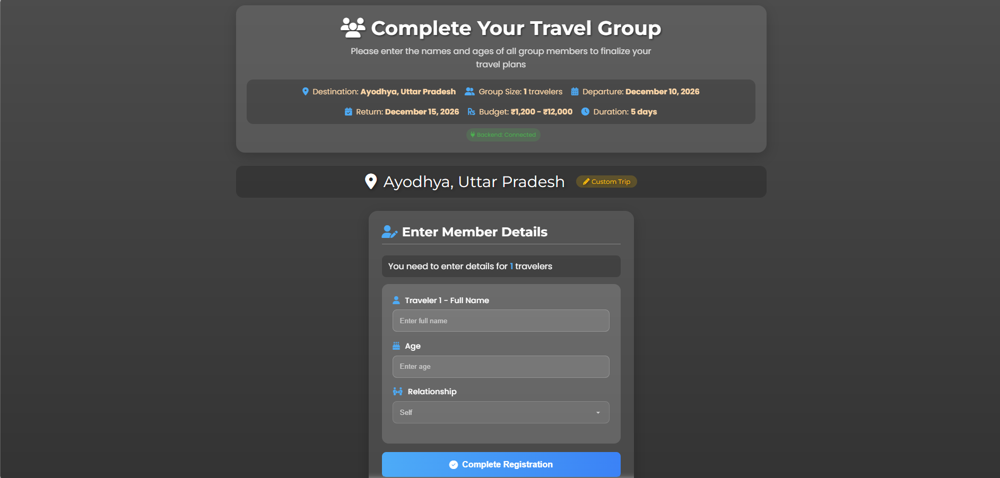 Complete Your Travel Group
Please enter the names and ages of all group members to finalize your
travel plans
Destination: Ayodhya, Uttar Pradesh Group Size: 1 travelers Departure: December 10, 2026
Return: December 15, 2026 Budget: ₹1,200 - ₹12,000 Duration: 5 days
Backend: Connected
Ayodhya, Uttar Pradesh Custom Trip
Enter Member Details
You need to enter details for 1 travelers
Traveler 1 - Full Name
Enter full name
Age
Enter age
Relationship
Self
Complete Registration